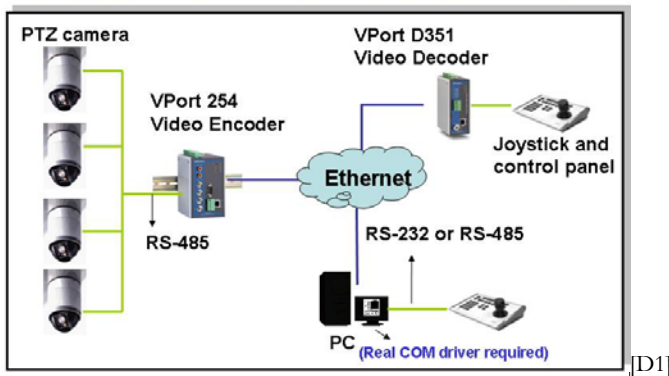 PTZ camera
VPort 254
Video Encoder
RS-485
Ethernet
VPort D351
Video Decoder
Joystick and
control panel
RS-232 or RS-485
PC
(Real COM driver required)
[D1]